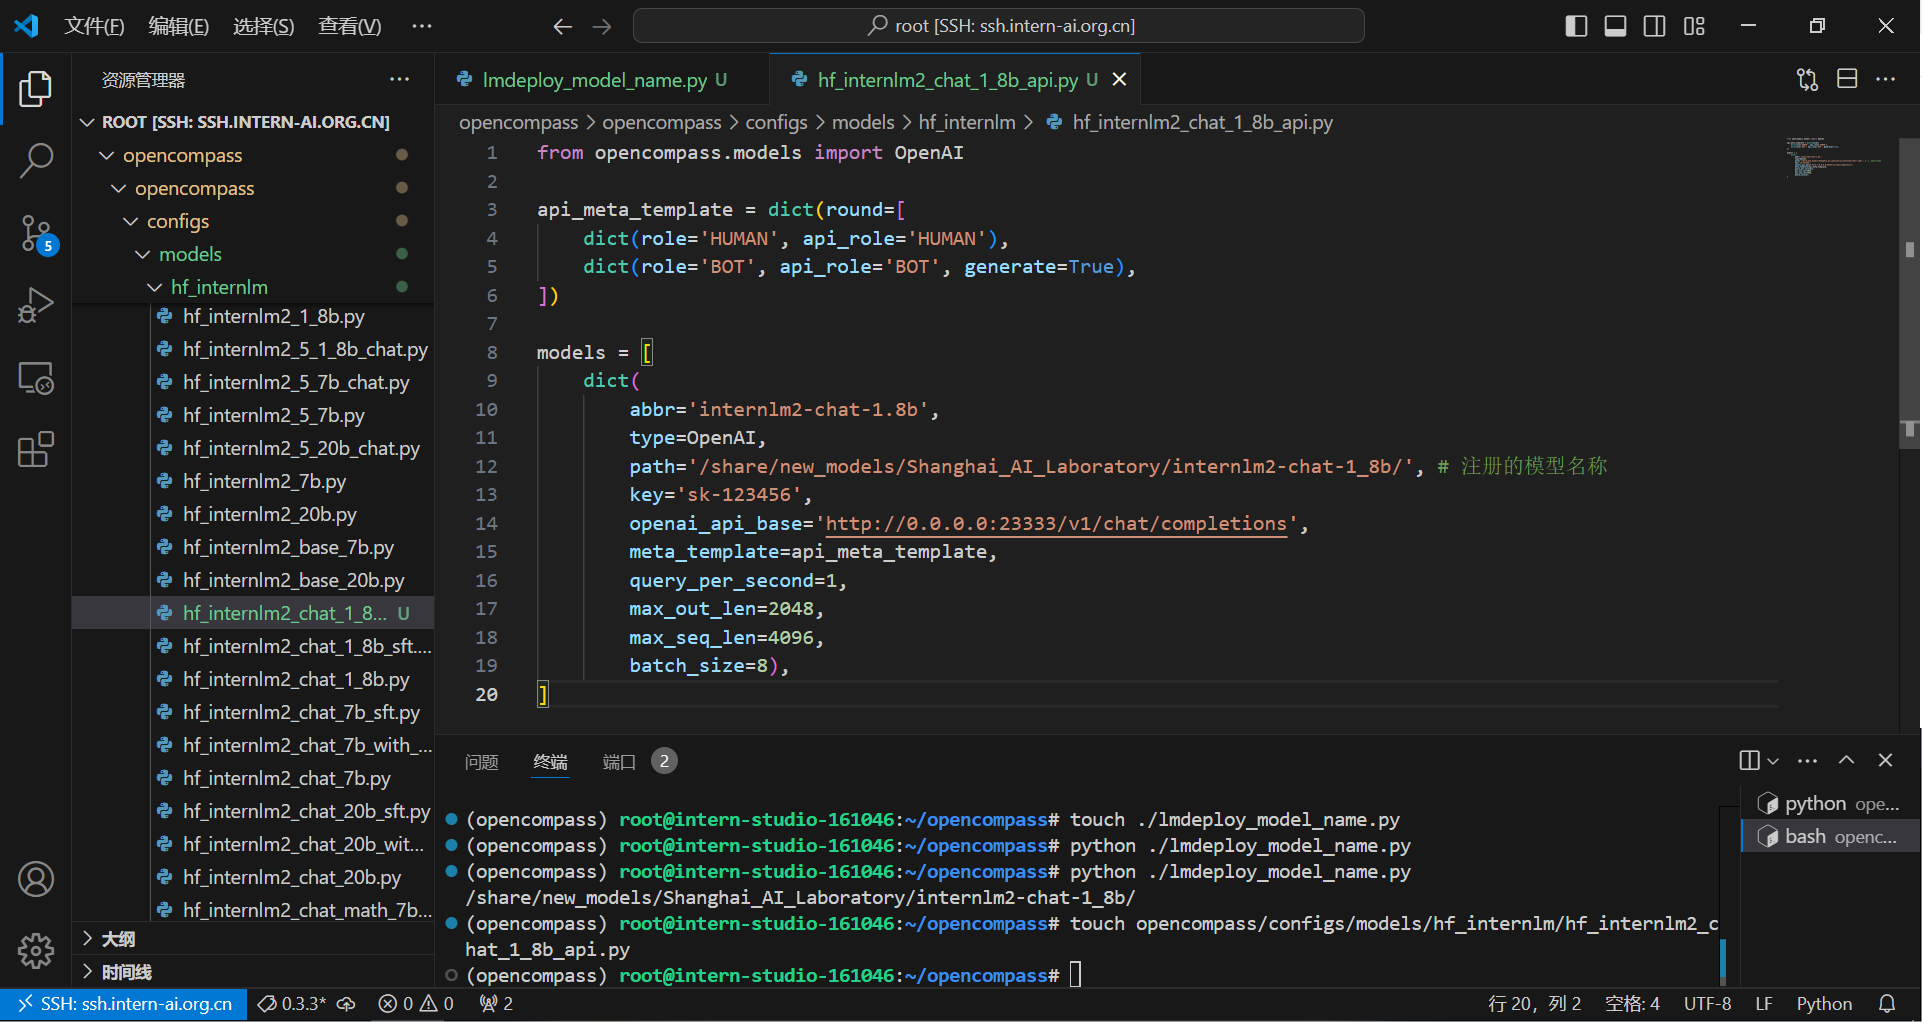 文件(F) 编辑(E) 选择(S) 查看(V) ··· root [SSH: ssh.intern-ai.org.cn]
资源管理器
ROOT [SSH: SSH.INTERN-AI.ORG.CN]
opencompass
opencompass
configs
models
hf_internlm
hf_internlm2_1_8b.py
hf_internlm2_5_1_8b_chat.py
hf_internlm2_5_7b_chat.py
hf_internlm2_5_7b.py
hf_internlm2_5_20b_chat.py
hf_internlm2_7b.py
hf_internlm2_20b.py
hf_internlm2_base_7b.py
hf_internlm2_base_20b.py
hf_internlm2_chat_1_8... U
hf_internlm2_chat_1_8b_sft....
hf_internlm2_chat_1_8b.py
hf_internlm2_chat_7b_sft.py
hf_internlm2_chat_7b_with_...
hf_internlm2_chat_7b.py
hf_internlm2_chat_20b_sft.py
hf_internlm2_chat_20b_wit...
hf_internlm2_chat_20b.py
hf_internlm2_chat_math_7b...
大纲
时间线
5
lmdeploy_model_name.py U
hf_internlm2_chat_1_8b_api.py U
opencompass > opencompass > configs > models > hf_internlm > hf_internlm2_chat_1_8b_api.py
1 from opencompass.models import OpenAI
2
3 api_meta_template = dict(round=[
4     dict(role='HUMAN', api_role='HUMAN'),
5     dict(role='BOT', api_role='BOT', generate=True),
6 ])
7
8 models = [
9     dict(
10         abbr='internlm2-chat-1.8b',
11         type=OpenAI,
12         path='/share/new_models/Shanghai_AI_Laboratory/internlm2-chat-1_8b/', # 注册的模型名称
13         key='sk-123456',
14         openai_api_base='http://0.0.0.0:23333/v1/chat/completions',
15         meta_template=api_meta_template,
16         query_per_second=1,
17         max_out_len=2048,
18         max_seq_len=4096,
19         batch_size=8),
20 ]
问题 终端 端口 2
(opencompass) root@intern-studio-161046:~/opencompass# touch ./lmdeploy_model_name.py
(opencompass) root@intern-studio-161046:~/opencompass# python ./lmdeploy_model_name.py
(opencompass) root@intern-studio-161046:~/opencompass# python ./lmdeploy_model_name.py
/share/new_models/Shanghai_AI_Laboratory/internlm2-chat-1_8b/
(opencompass) root@intern-studio-161046:~/opencompass# touch opencompass/configs/models/hf_internlm/hf_internlm2_c
hat_1_8b_api.py
(opencompass) root@intern-studio-161046:~/opencompass#
python ope...
bash openc...
SSH: ssh.intern-ai.org.cn 0.3.3* 0 0 2 行 20，列 2 空格: 4 UTF-8 LF Python